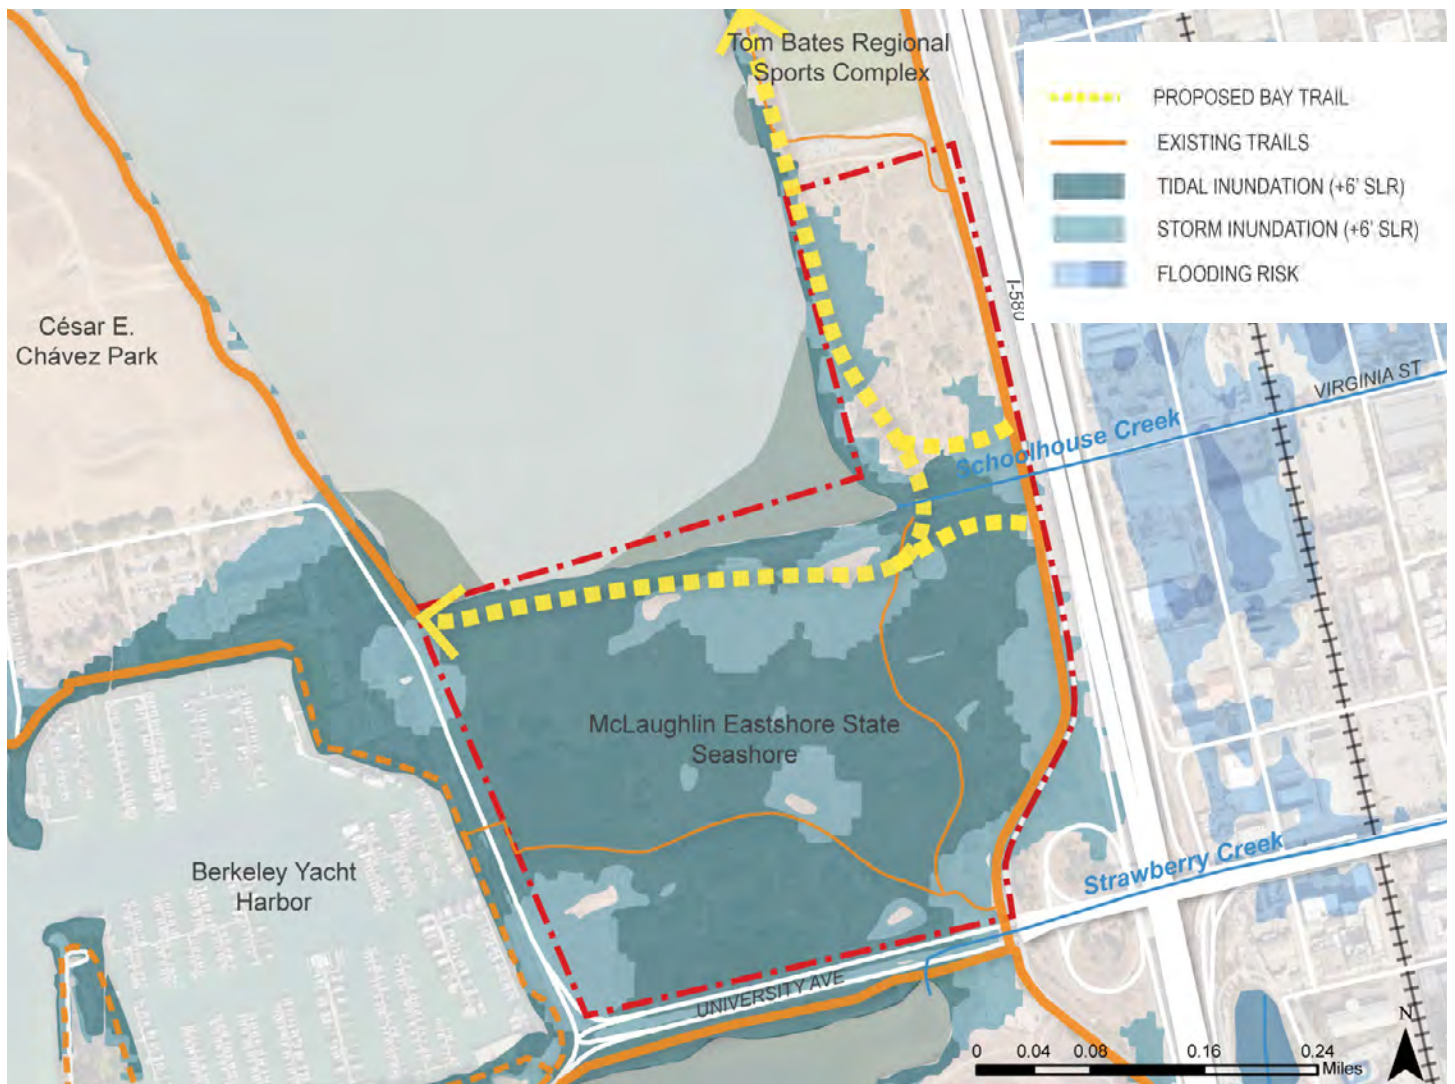 Tom Bates Regional
Sports Complex
PROPOSED BAY TRAIL
EXISTING TRAILS
TIDAL INUNDATION (+6' SLR)
STORM INUNDATION (+6' SLR)
FLOODING RISK
I-580
César E.
Chávez Park
VIRGINIA ST
Schoolhouse Creek
McLaughlin Eastshore State
Seashore
Berkeley Yacht
Harbor
Strawberry Creek
UNIVERSITY AVE
N
0 0.04 0.08 0.16 0.24
Miles